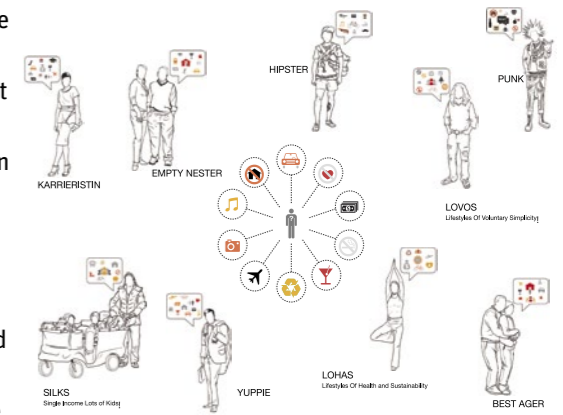 e
t
m
d
HIPSTER
PUNK
KARRIERISTIN
EMPTY NESTER
LOVOS
Lifestyles Of Voluntary Simplicity
SILKS
Single Income Lots of Kids
YUPPIE
LOHAS
Lifestyles Of Health and Sustainability
BEST AGER